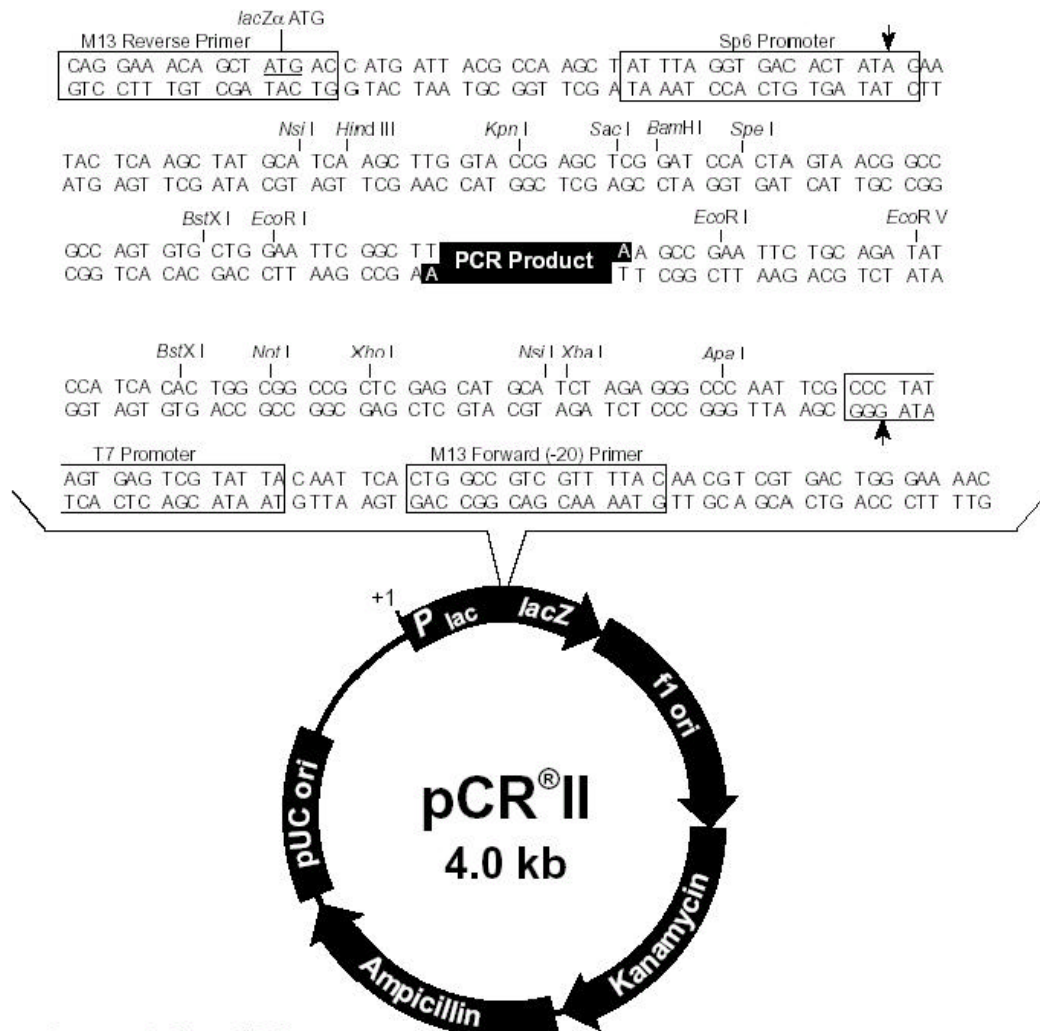 lacZα ATG
M13 Reverse Primer Sp6 Promoter
CAG GAA ACA GCT ATG AC C ATG ATT ACG CCA AGC T AT TTA GGT GAC ACT ATA G AA
GTC CTT TGT CGA TAC TG G TAC TAA TGC GGT TCG A TA AAT CCA CTG TGA TAT C TT
Nsi I Hind III Kpn I Sac I BamH I Spe I
TAC TCA AGC TAT GCA TCA AGC TTG GTA CCG AGC TCG GAT CCA CTA GTA ACG GCC
ATG AGT TCG ATA CGT AGT TCG AAC CAT GGC TCG AGC CTA GGT GAT CAT TGC CGG
BstX I EcoR I EcoR I EcoR V
GCC AGT GTG CTG GAA TTC GGC TT PCR Product A A GCC GAA TTC TGC AGA TAT
CGG TCA CAC GAC CTT AAG CCG A A T T CGG CTT AAG ACG TCT ATA
BstX I Not I Xho I Nsi I Xba I Apa I
CCA TCA CAC TGG CGG CCG CTC GAG CAT GCA TCT AGA GGG CCC AAT TCG CCC TAT
GGT AGT GTG ACC GCC GGC GAG CTC GTA CGT AGA TCT CCC GGG TTA AGC GGG ATA
T7 Promoter M13 Forward (-20) Primer
AGT GAG TCG TAT TA C AAT TCA CTG GCC GTC GTT TTA C AA CGT CGT GAC TGG GAA AAC
TCA CTC AGC ATA AT G TTA AGT GAC CGG CAG CAA AAT G TT GCA GCA CTG ACC CTT TTG
+1
P lac lacZ
f1 ori
Kanamycin
Ampicillin
pUC ori
pCR®II
4.0 kb